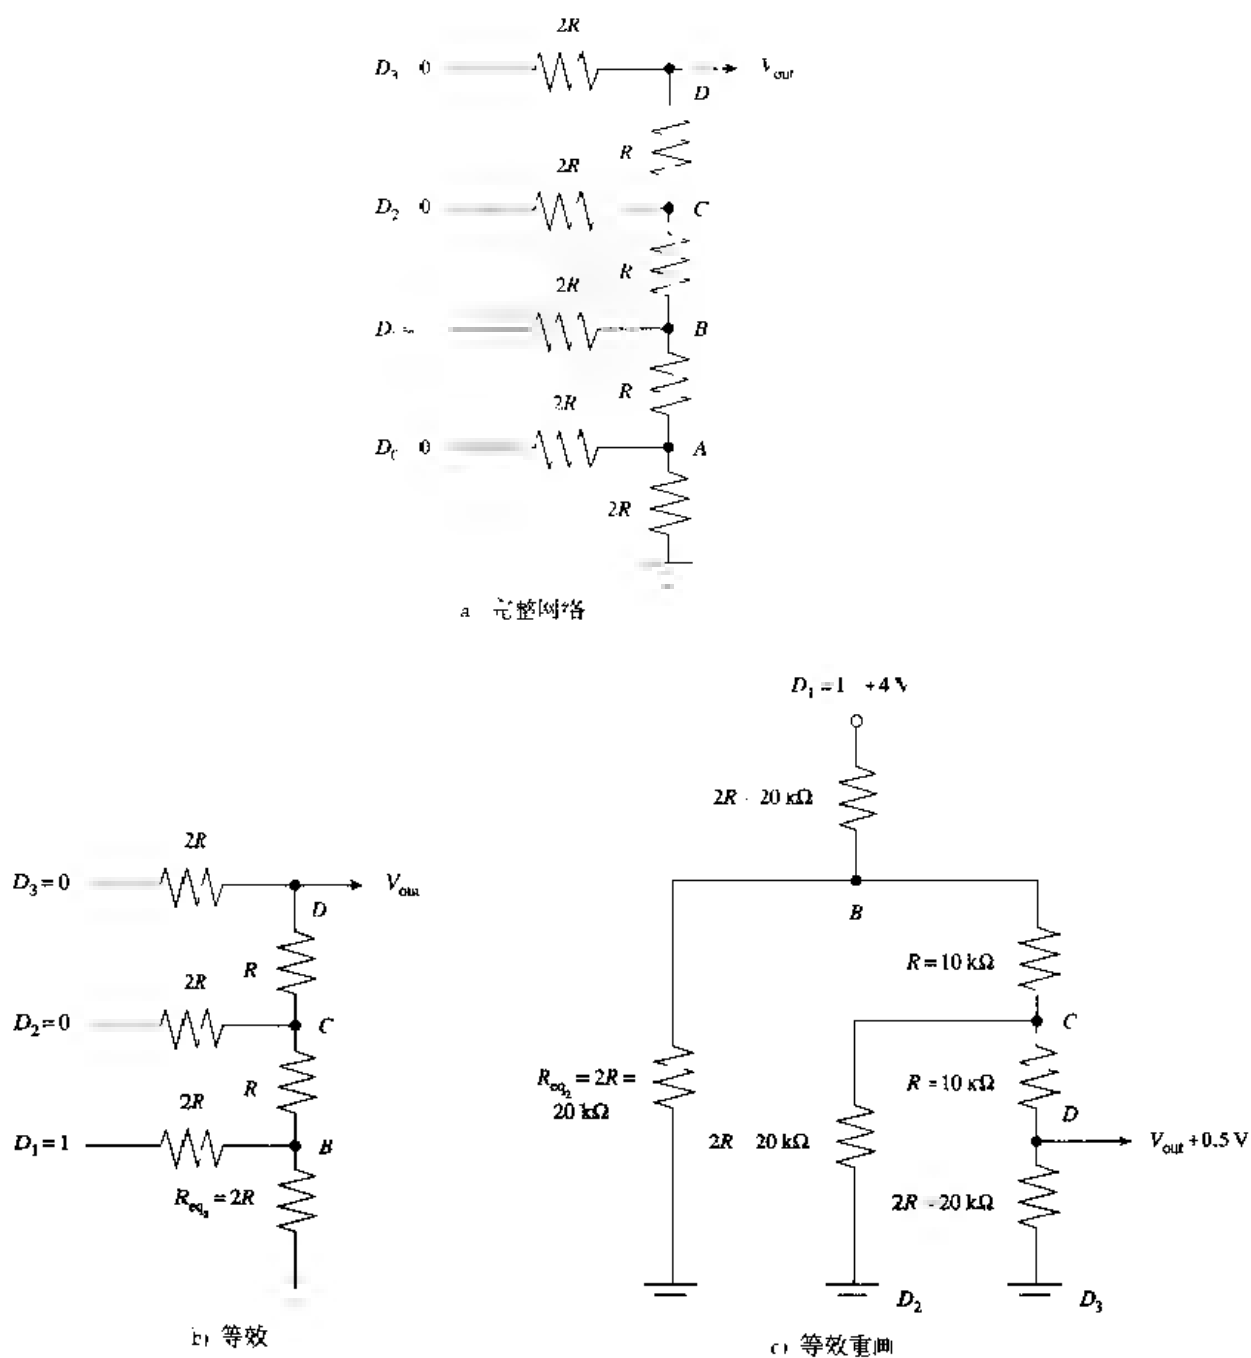 2R
D₃ 0
V_out
D
R
2R
D₂ 0
C
R
2R
B
R
2R
D₀ 0
A
2R
a 完整网络
D₁ = 1 +4 V
2R 20 kΩ
B
R = 10 kΩ
C
R_eq₂ = 2R =
20 kΩ
R = 10 kΩ
D
2R 20 kΩ
V_out +0.5 V
2R 20 kΩ
D₂
D₃
c) 等效重画
2R
D₃ = 0
V_out
D
R
2R
D₂ = 0
C
R
2R
D₁ = 1
B
R_eq = 2R
b) 等效